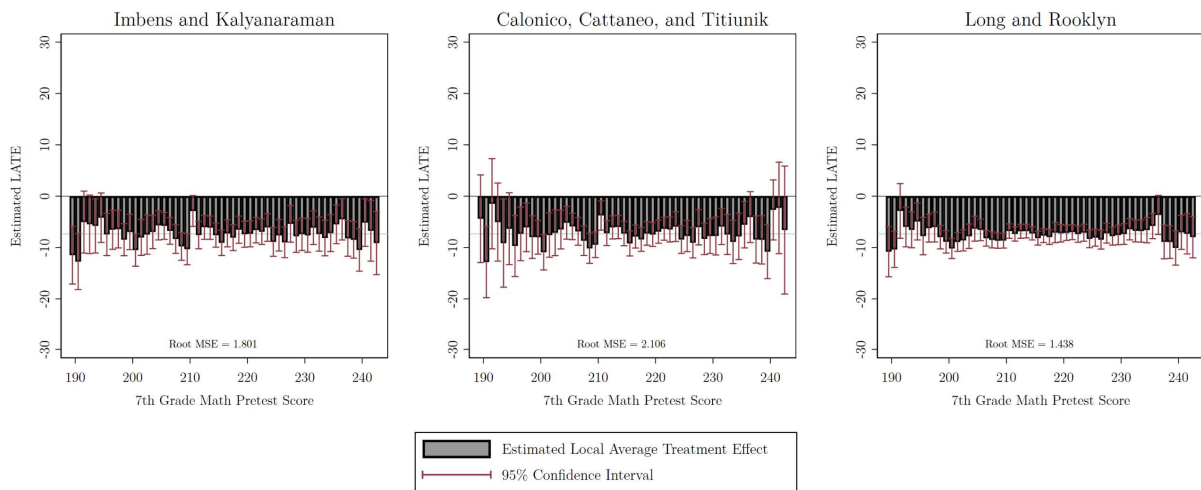 Imbens and Kalyanaraman
Estimated LATE
30
20
10
0
-10
-20
-30
Root MSE = 1.801
190
200
210
220
230
240
7th Grade Math Pretest Score
Calonico, Cattaneo, and Titiunik
Estimated LATE
30
20
10
0
-10
-20
-30
Root MSE = 2.106
190
200
210
220
230
240
7th Grade Math Pretest Score
Long and Rooklyn
Estimated LATE
30
20
10
0
-10
-20
-30
Root MSE = 1.438
190
200
210
220
230
240
7th Grade Math Pretest Score
Estimated Local Average Treatment Effect
95% Confidence Interval